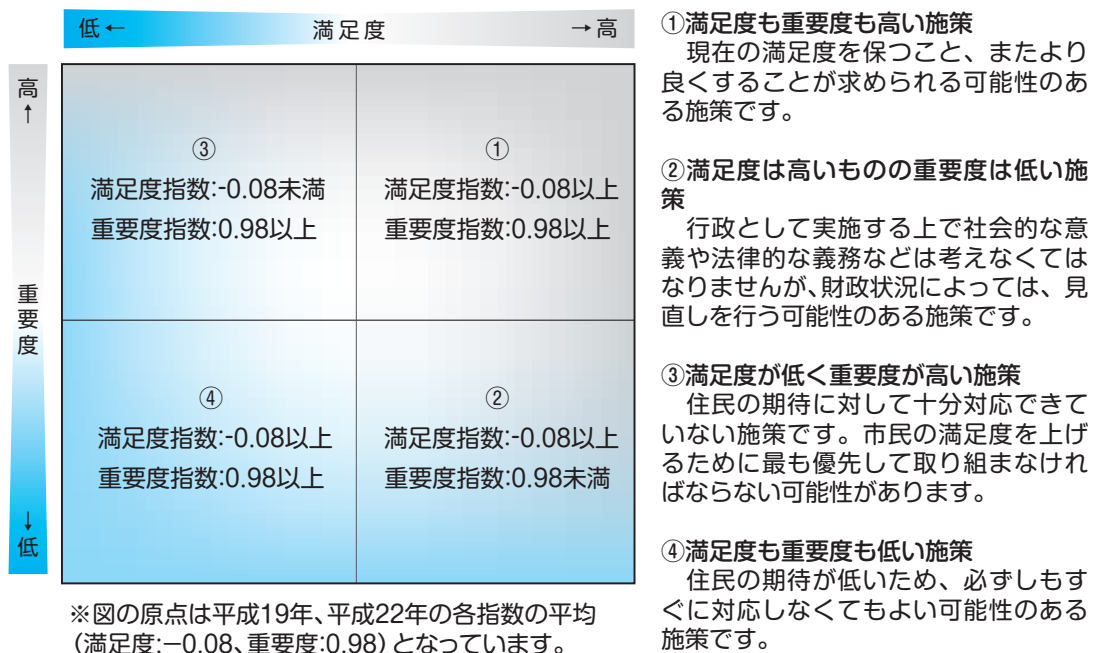 低← 満足度 →高
高
↑
重要度
↓
低
③
満足度指数:-0.08未満
重要度指数:0.98以上
①
満足度指数:-0.08以上
重要度指数:0.98以上
④
満足度指数:-0.08以上
重要度指数:0.98以上
②
満足度指数:-0.08以上
重要度指数:0.98未満
※図の原点は平成19年、平成22年の各指数の平均
(満足度:−0.08、重要度:0.98)となっています。
①満足度も重要度も高い施策
現在の満足度を保つこと、またより
良くすることが求められる可能性のあ
る施策です。
②満足度は高いものの重要度は低い施
策
行政として実施する上で社会的な意
義や法律的な義務などは考えなくては
なりませんが、財政状況によっては、見
直しを行う可能性のある施策です。
③満足度が低く重要度が高い施策
住民の期待に対して十分対応できて
いない施策です。市民の満足度を上げ
るために最も優先して取り組まなけれ
ばならない可能性があります。
④満足度も重要度も低い施策
住民の期待が低いため、必ずしもす
ぐに対応しなくてもよい可能性のある
施策です。